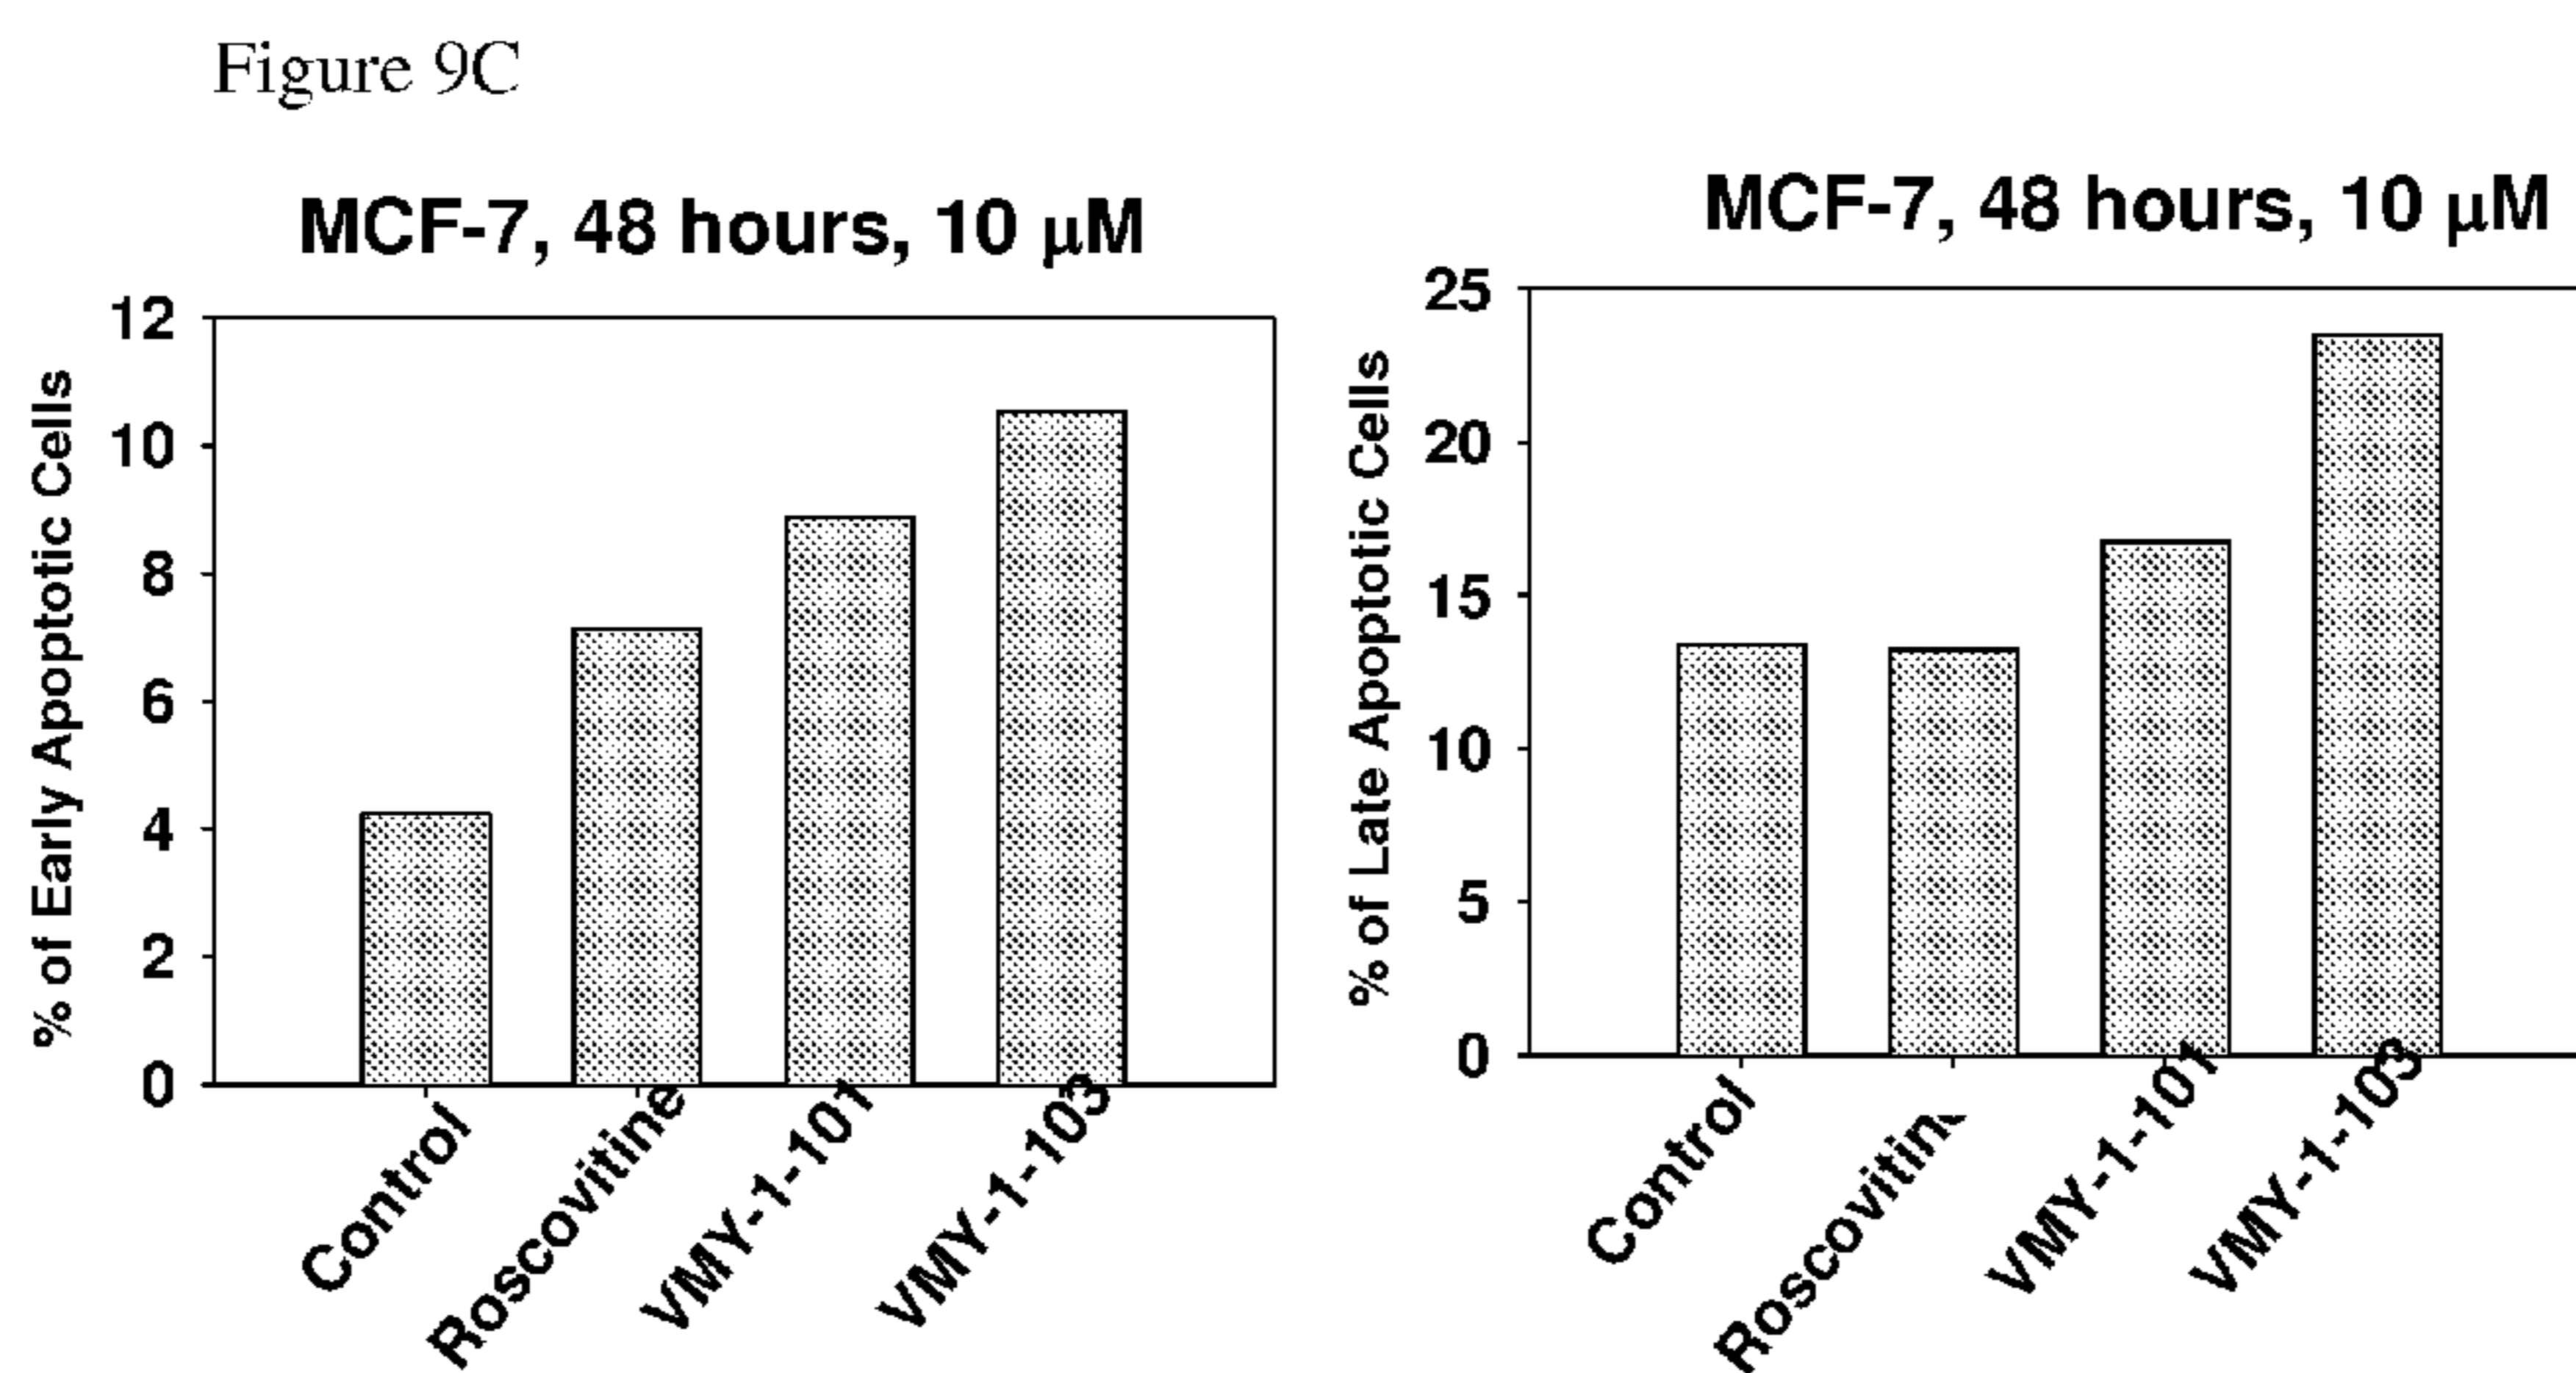 Figure 9C
MCF-7, 48 hours, 10 µM
% of Early Apoptotic Cells
12
10
8
6
4
2
0
Control
Roscovitine
VMY-1-101
VMY-1-103
MCF-7, 48 hours, 10 µM
% of Late Apoptotic Cells
25
20
15
10
5
0
Control
Roscovitine
VMY-1-101
VMY-1-103